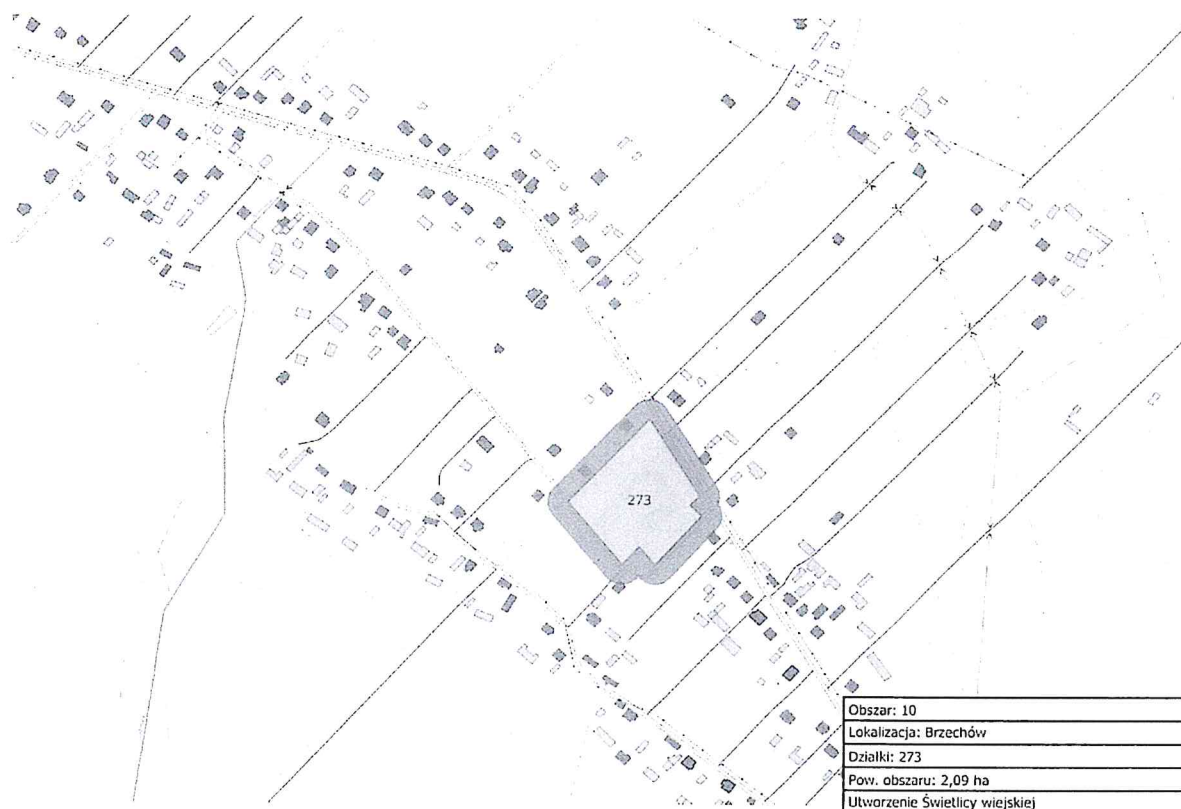 273
Obszar: 10
Lokalizacja: Brzechów
Działki: 273
Pow. obszaru: 2,09 ha
Utworzenie Świetlicy wiejskiej